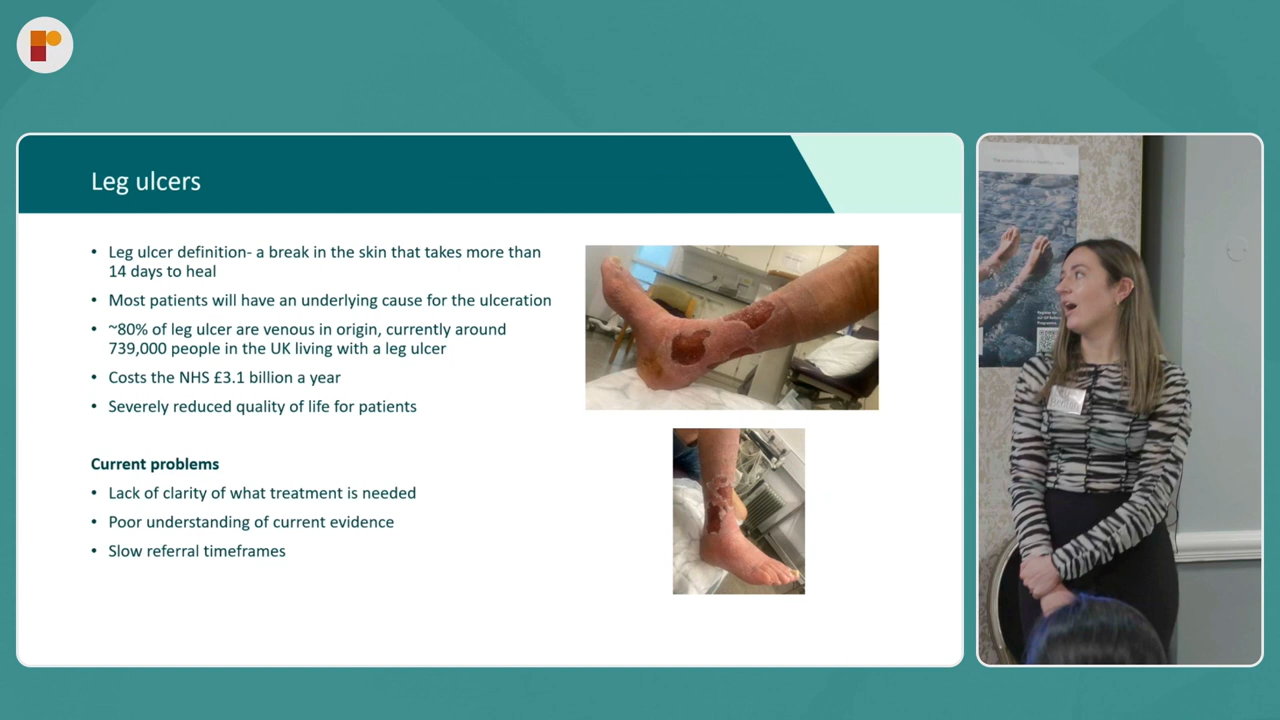 Leg ulcers
• Leg ulcer definition- a break in the skin that takes more than
14 days to heal
• Most patients will have an underlying cause for the ulceration
• ~80% of leg ulcer are venous in origin, currently around
739,000 people in the UK living with a leg ulcer
• Costs the NHS £3.1 billion a year
• Severely reduced quality of life for patients
Current problems
• Lack of clarity of what treatment is needed
• Poor understanding of current evidence
• Slow referral timeframes